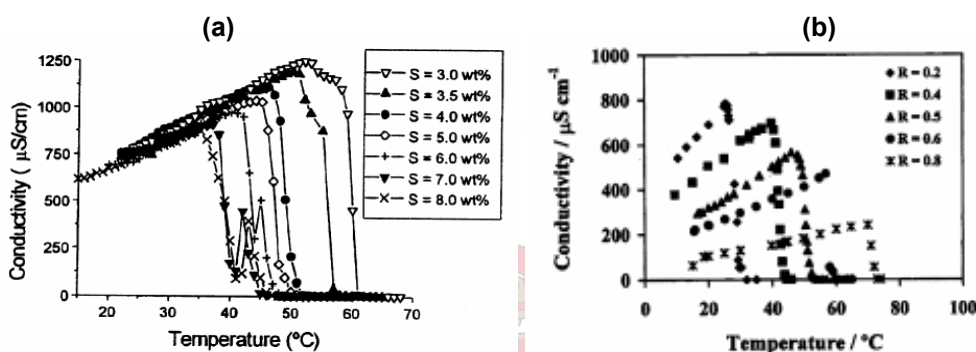 (a)
Conductivity ( μS/cm)
1250
1000
750
500
250
0
20
30
40
50
60
70
Temperature (°C)
S = 3.0 wt%
S = 3.5 wt%
S = 4.0 wt%
S = 5.0 wt%
S = 6.0 wt%
S = 7.0 wt%
S = 8.0 wt%
(b)
Conductivity / μS cm⁻¹
1000
800
600
400
200
0
0
20
40
60
80
100
Temperature / °C
R = 0.2
R = 0.4
R = 0.5
R = 0.6
R = 0.8